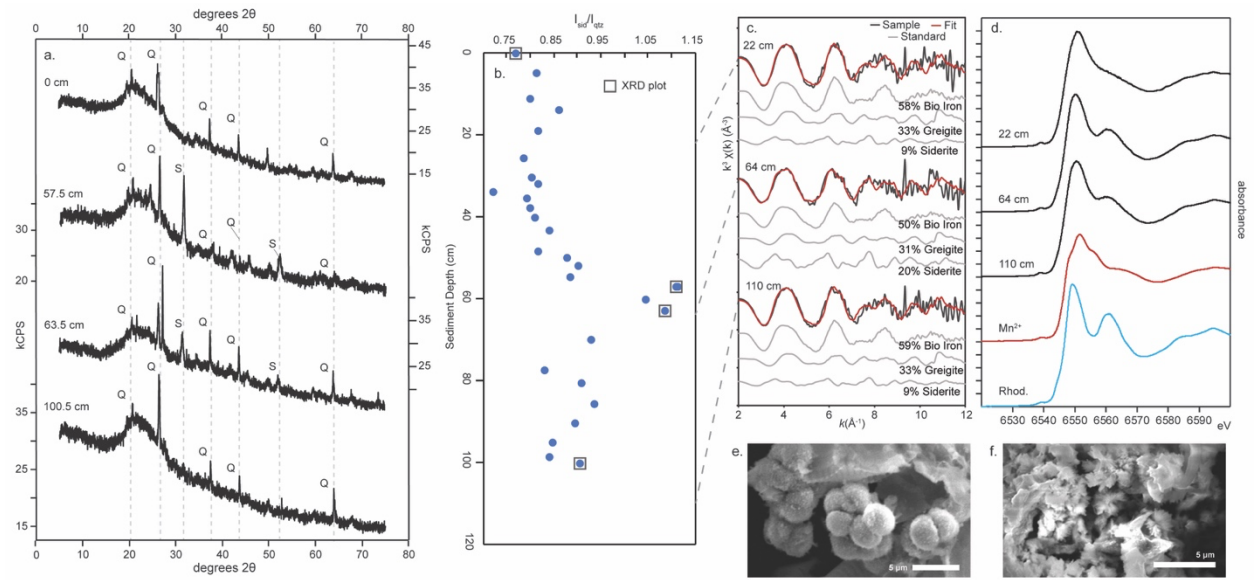 degrees 2θ
0 10 20 30 40 50 60 70 80
a.
Q Q
0 cm
Q
Q
Q
45
35
25
15
kCPS
57.5 cm
Q
Q
S
Q
Q
S
30
20
63.5 cm
Q
Q
S
Q
Q
S
Q
35
25
kCPS
100.5 cm
Q
Q
Q
Q
Q
35
25
15
0 10 20 30 40 50 60 70 80
degrees 2θ
I sid/I qtz
0.75 0.85 0.95 1.05 1.15
b.
XRD plot
Sediment Depth (cm)
0
20
40
60
80
100
120
c.
Sample Fit
Standard
22 cm
58% Bio Iron
33% Greigite
9% Siderite
64 cm
50% Bio Iron
31% Greigite
20% Siderite
110 cm
59% Bio Iron
33% Greigite
9% Siderite
k³ χ(k) (Å⁻³)
2 4 6 8 10 12
k(Å⁻¹)
d.
22 cm
64 cm
110 cm
Mn²⁺
Rhod.
absorbance
6530 6540 6550 6560 6570 6580 6590
eV
e.
5 µm
f.
5 µm